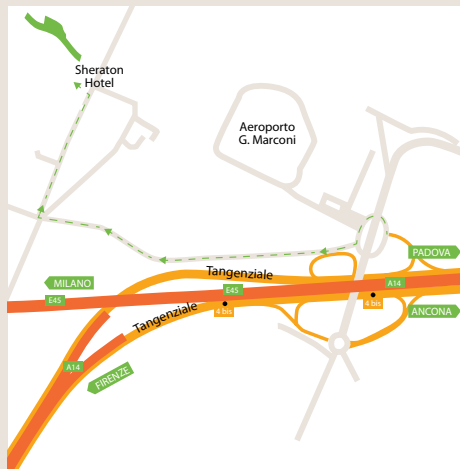 Sheraton
Hotel
Aeroporto
G. Marconi
PADOVA
Tangenziale
MILANO
A14
E45
E45
4 bis
4 bis
ANCONA
Tangenziale
A14
FIRENZE